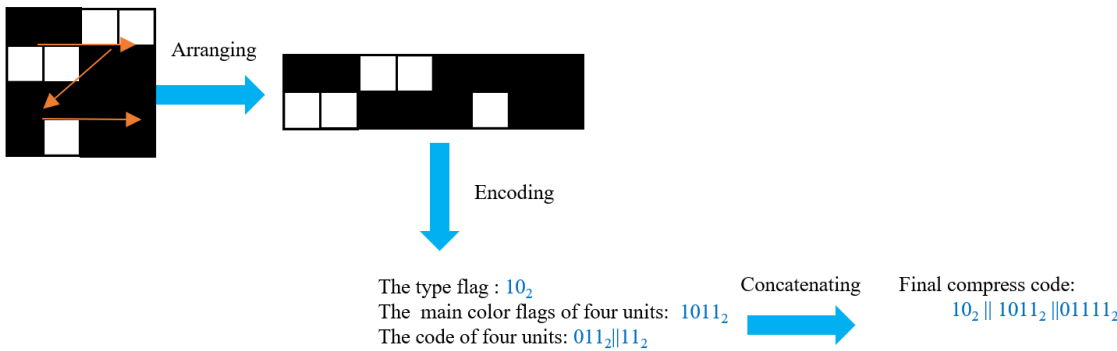 Arranging
Encoding
The type flag : 10₂
The main color flags of four units: 1011₂
The code of four units: 011₂||11₂
Concatenating
Final compress code:
10₂ || 1011₂ ||01111₂